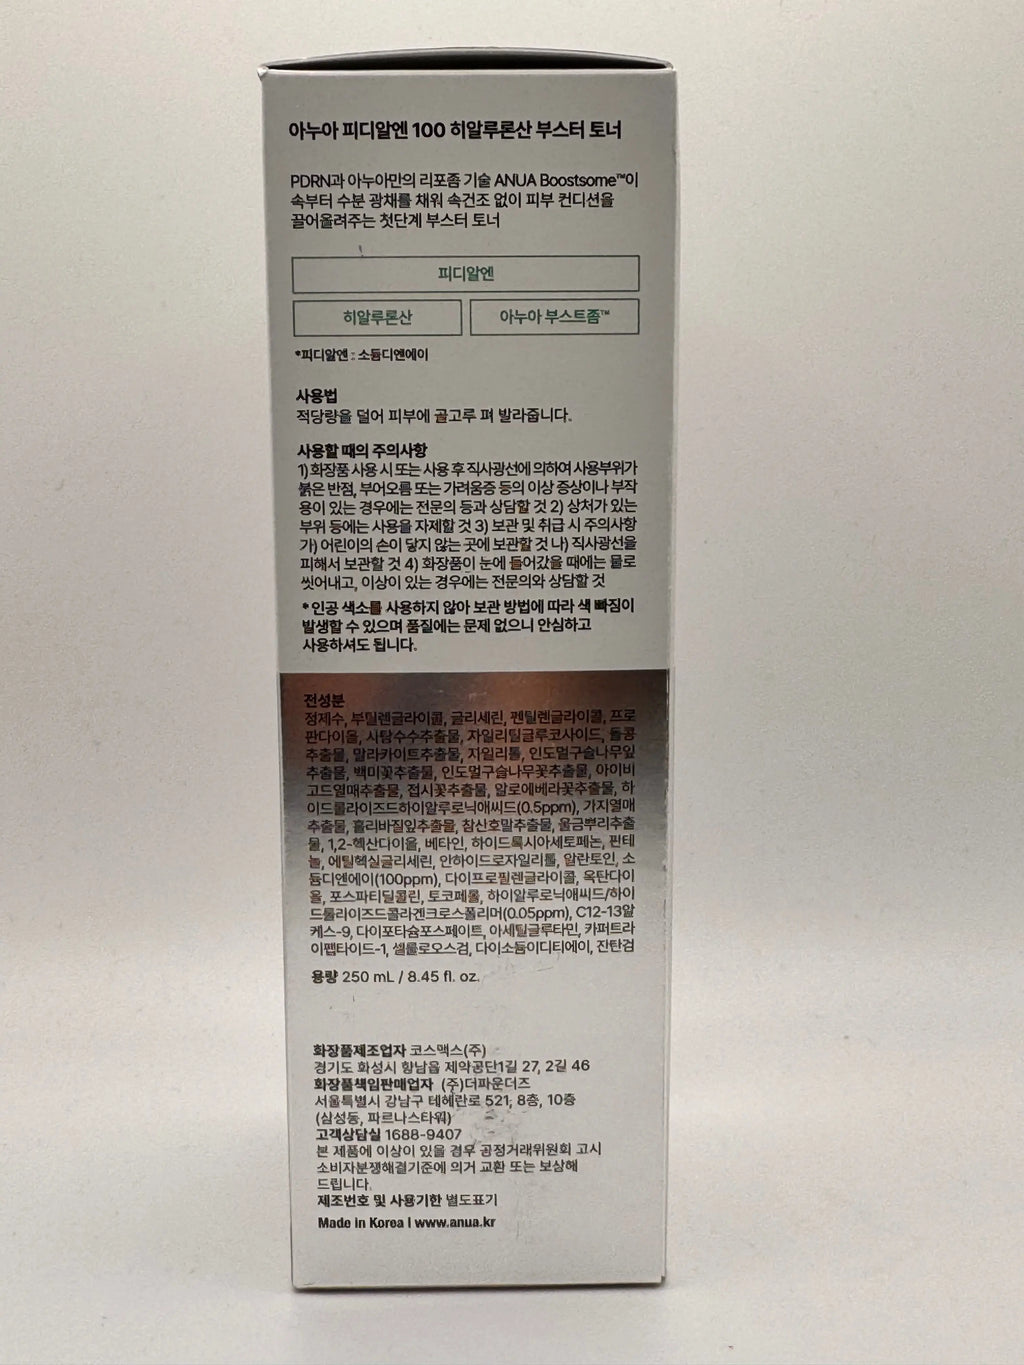 아누아 피디알엔 100 히알루론산 부스터 토너
PDRN과 아누아만의 리포좀 기술 ANUA Boostsome™이
속부터 수분 광채를 채워 속건조 없이 피부 컨디션을
끌어올려주는 첫단계 부스터 토너
피디알엔
히알루론산
아누아 부스트좀™
*피디알엔 : 소듐디엔에이
사용법
적당량을 덜어 피부에 골고루 펴 발라줍니다.
사용할 때의 주의사항
1) 화장품 사용 시 또는 사용 후 직사광선에 의하여 사용부위가
붉은 반점, 부어오름 또는 가려움증 등의 이상 증상이나 부작
용이 있는 경우에는 전문의 등과 상담할 것 2) 상처가 있는
부위 등에는 사용을 자제할 것 3) 보관 및 취급 시 주의사항
가) 어린이의 손이 닿지 않는 곳에 보관할 것 나) 직사광선을
피해서 보관할 것 4) 화장품이 눈에 들어갔을 때에는 물로
씻어내고, 이상이 있는 경우에는 전문의와 상담할 것
* 인공 색소를 사용하지 않아 보관 방법에 따라 색 빠짐이
발생할 수 있으며 품질에는 문제 없으니 안심하고
사용하셔도 됩니다.
전성분
정제수, 부틸렌글라이콜, 글리세린, 펜틸렌글라이콜, 프로
판다이올, 사탕수수추출물, 자일리틸글루코사이드, 돌콩
추출물, 말라카이트추출물, 자일리톨, 인도멀구슬나무잎
추출물, 백미꽃추출물, 인도멀구슬나무꽃추출물, 아이비
고드열매추출물, 접시꽃추출물, 알로에베라꽃추출물, 하
이드롤라이즈드하이알루로닉애씨드(0.5ppm), 가지열매
추출물, 홀리바질잎추출물, 참산호말추출물, 울금뿌리추출
물, 1,2-헥산다이올, 베타인, 하이드록시아세토페논, 판테
놀, 에틸헥실글리세린, 안하이드로자일리톨, 알란토인, 소
듐디엔에이(100ppm), 다이프로필렌글라이콜, 옥탄다이
올, 포스파티딜콜린, 토코페롤, 하이알루로닉애씨드/하이
드롤라이즈드콜라겐크로스폴리머(0.05ppm), C12-13알
케스-9, 다이포타슘포스페이트, 아세틸글루타민, 카퍼트라
이펩타이드-1, 셀룰로오스검, 다이소듐이디티에이, 잔탄검
용량 250 mL / 8.45 fl. oz.
화장품제조업자 코스맥스(주)
경기도 화성시 향남읍 제약공단1길 27, 2길 46
화장품책임판매업자 (주)더파운더즈
서울특별시 강남구 테헤란로 521, 8층, 10층
(삼성동, 파르나스타워)
고객상담실 1688-9407
본 제품에 이상이 있을 경우 공정거래위원회 고시
소비자분쟁해결기준에 의거 교환 또는 보상해
드립니다.
제조번호 및 사용기한 별도표기
Made in Korea I www.anua.kr